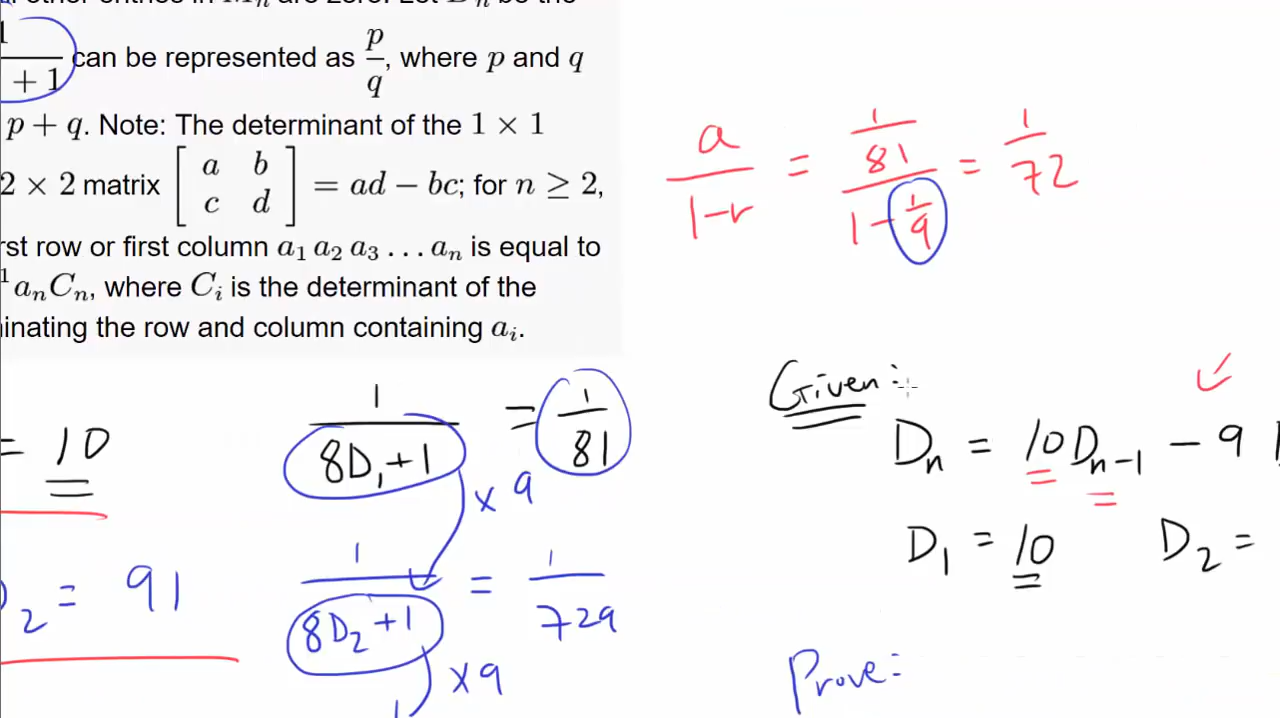 can be represented as p/q, where p and q
+ 1
p + q. Note: The determinant of the 1 × 1
2 × 2 matrix [ a b
c d ] = ad − bc; for n ≥ 2,
rst row or first column a₁ a₂ a₃ … aₙ is equal to
aₙCₙ, where Cᵢ is the determinant of the
inating the row and column containing aᵢ.
a/(1-r) = (1/81)/(1-1/9) = 1/72
= 10
1/(8D₁+1) = 1/81
x 9
2 = 91
1/(8D₂+1) = 1/729
x9
Given:
Dₙ = 10Dₙ₋₁ - 9
D₁ = 10 D₂ =
Prove: